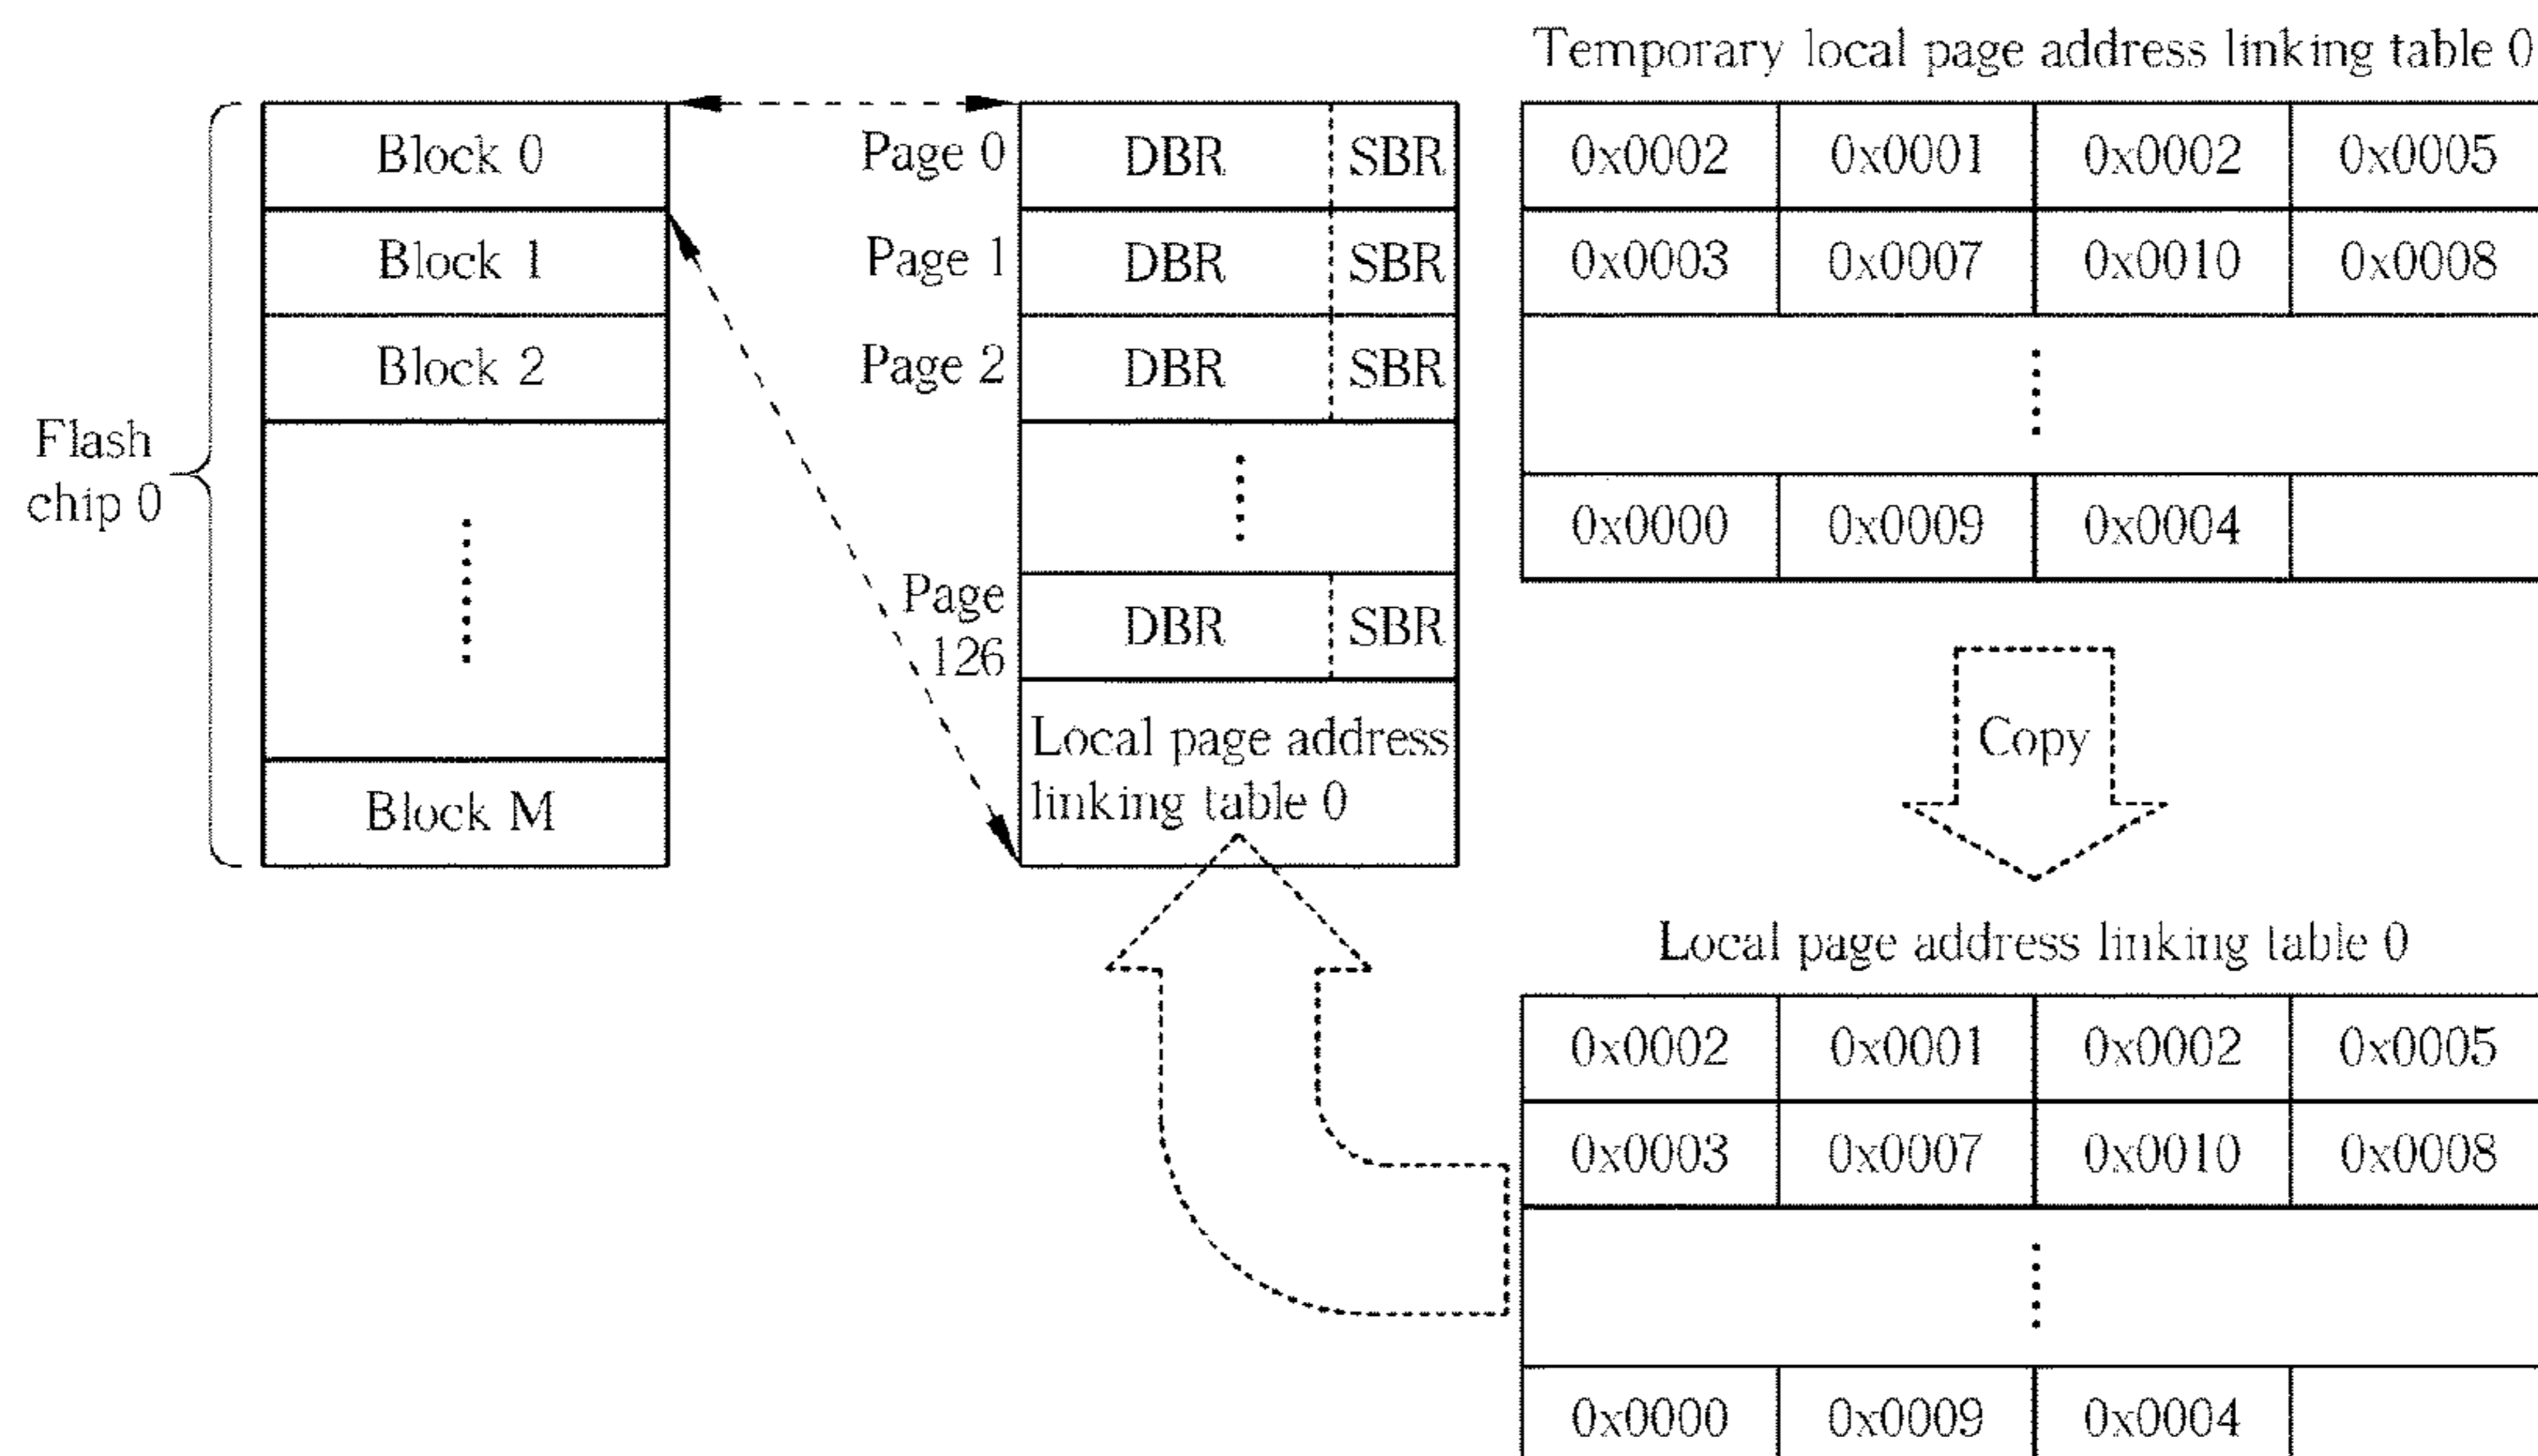 Flash
chip 0
Block 0
Block 1
Block 2
Block M
Page 0
DBR
SBR
Page 1
DBR
SBR
Page 2
DBR
SBR
Page
126
DBR
SBR
Local page address
linking table 0
Temporary local page address linking table 0
0x0002 0x0001 0x0002 0x0005
0x0003 0x0007 0x0010 0x0008
0x0000 0x0009 0x0004
Copy
Local page address linking table 0
0x0002 0x0001 0x0002 0x0005
0x0003 0x0007 0x0010 0x0008
0x0000 0x0009 0x0004